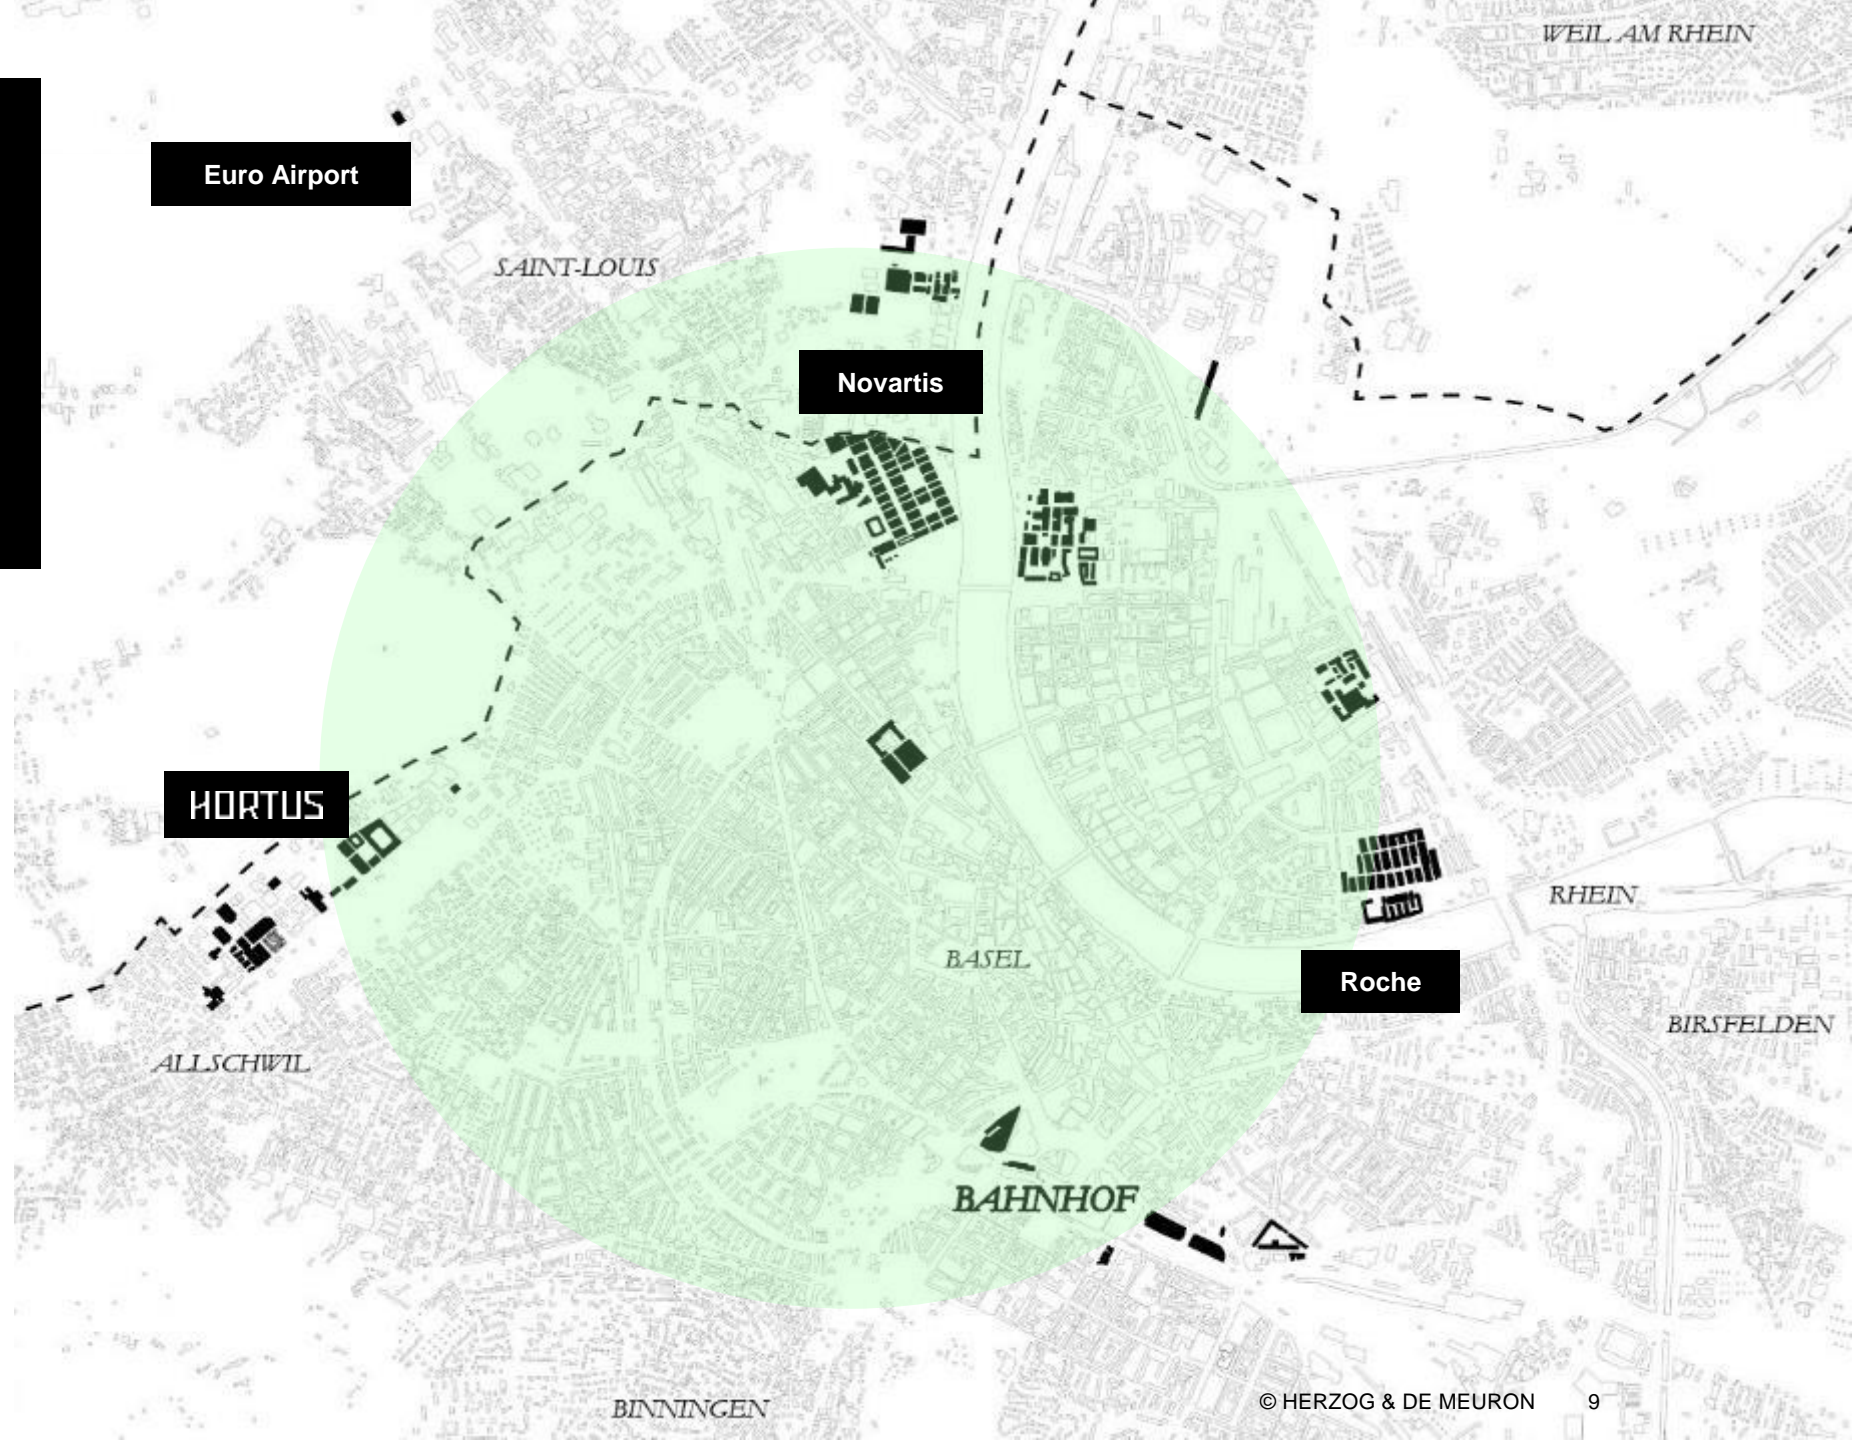 WEIL AM RHEIN
Euro Airport
SAINT-LOUIS
Novartis
HORTUS
RHEIN
BASEL
Roche
BIRSFELDEN
ALLSCHWIL
BAHNHOF
BINNINGEN
© HERZOG & DE MEURON 9